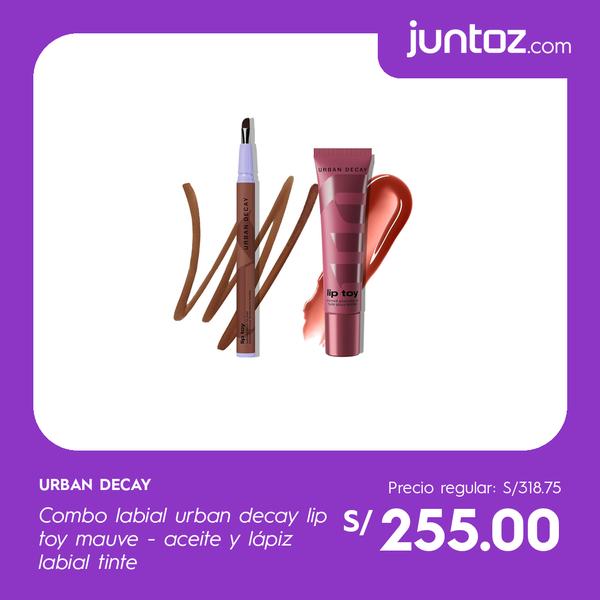 juntoz.com
URBAN DECAY
URBAN DECAY
lip toy
lip toy
URBAN DECAY
Precio regular: S/318.75
Combo labial urban decay lip
toy mauve - aceite y lápiz
labial tinte
S/255.00